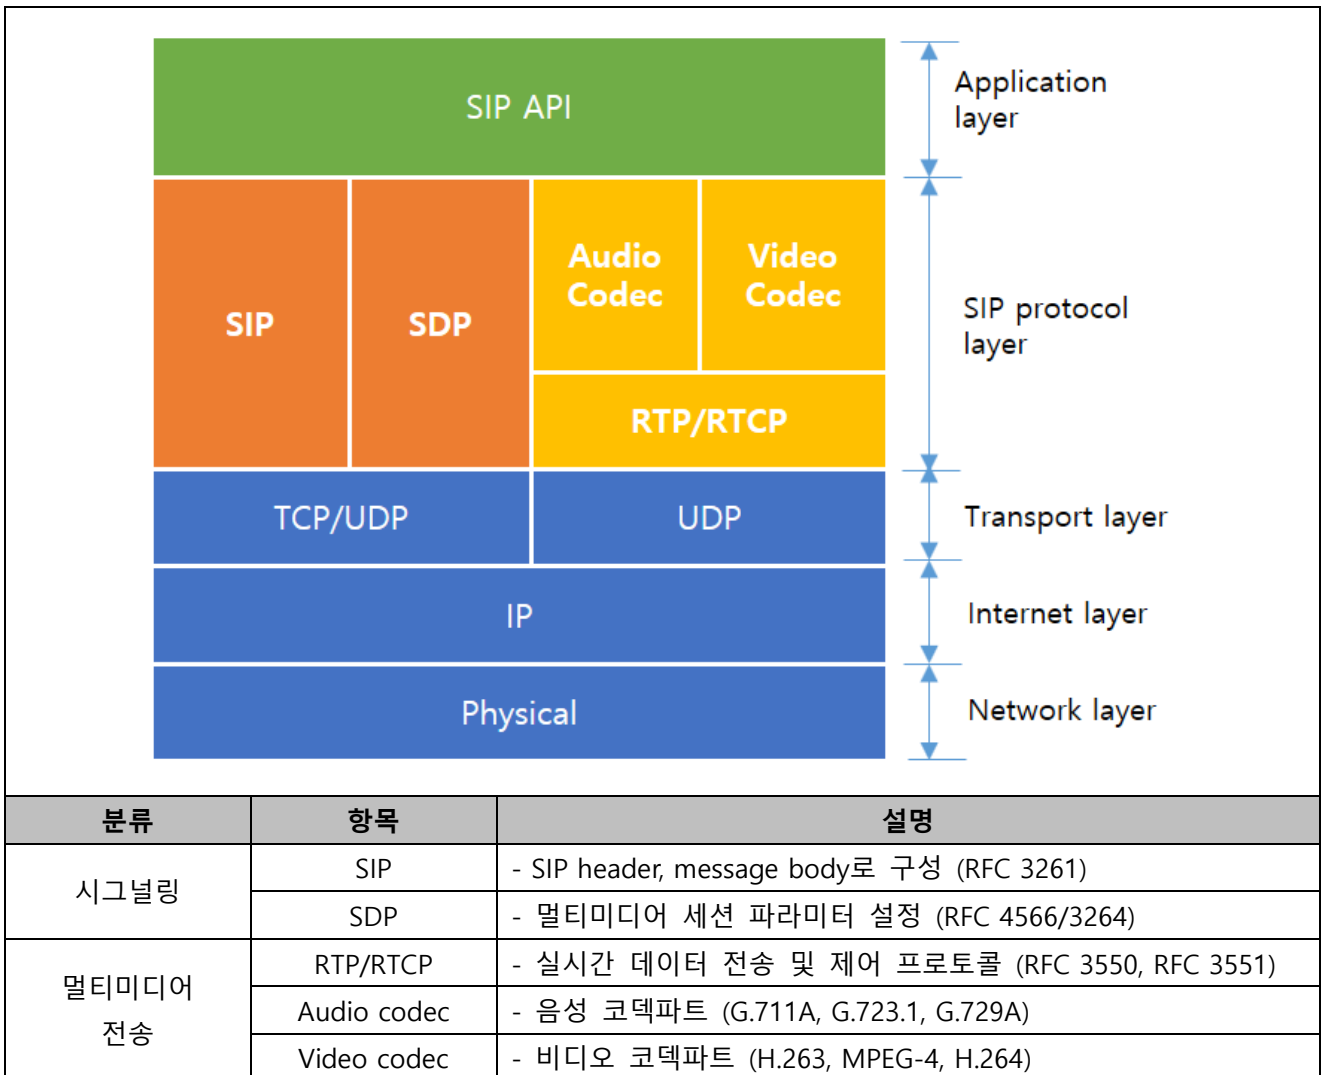 SIP API
Application
layer
SIP
SDP
Audio
Codec
Video
Codec
RTP/RTCP
SIP protocol
layer
TCP/UDP
UDP
Transport layer
IP
Internet layer
Physical
Network layer
분류 항목 설명
시그널링
SIP - SIP header, message body로 구성 (RFC 3261)
SDP - 멀티미디어 세션 파라미터 설정 (RFC 4566/3264)
멀티미디어
전송
RTP/RTCP - 실시간 데이터 전송 및 제어 프로토콜 (RFC 3550, RFC 3551)
Audio codec - 음성 코덱파트 (G.711A, G.723.1, G.729A)
Video codec - 비디오 코덱파트 (H.263, MPEG-4, H.264)